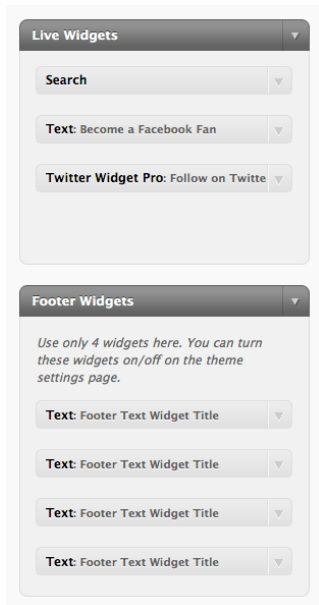 Live Widgets
Search
Text: Become a Facebook Fan
Twitter Widget Pro: Follow on Twitte
Footer Widgets
Use only 4 widgets here. You can turn
these widgets on/off on the theme
settings page.
Text: Footer Text Widget Title
Text: Footer Text Widget Title
Text: Footer Text Widget Title
Text: Footer Text Widget Title